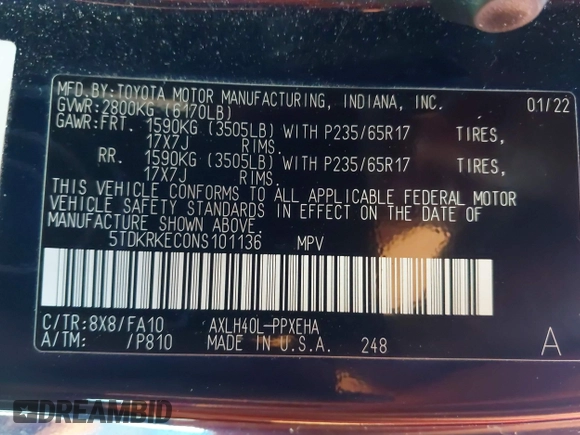 MFD.BY:TOYOTA MOTOR MANUFACTURING, INDIANA, INC. 01/22
GVWR:2800KG (6170LB)
GAWR:FRT. 1590KG (3505LB) WITH P235/65R17 TIRES,
17X7J RIMS.
RR. 1590KG (3505LB) WITH P235/65R17 TIRES,
17X7J RIMS.
THIS VEHICLE CONFORMS TO ALL APPLICABLE FEDERAL MOTOR
VEHICLE SAFETY STANDARDS IN EFFECT ON THE DATE OF
MANUFACTURE SHOWN ABOVE.
5TDKRKEC0NS101136 MPV
C/TR:8X8/FA10 AXLH40L-PPXEHA
A/TM: /P810 MADE IN U.S.A. 248 A
DREAMBID